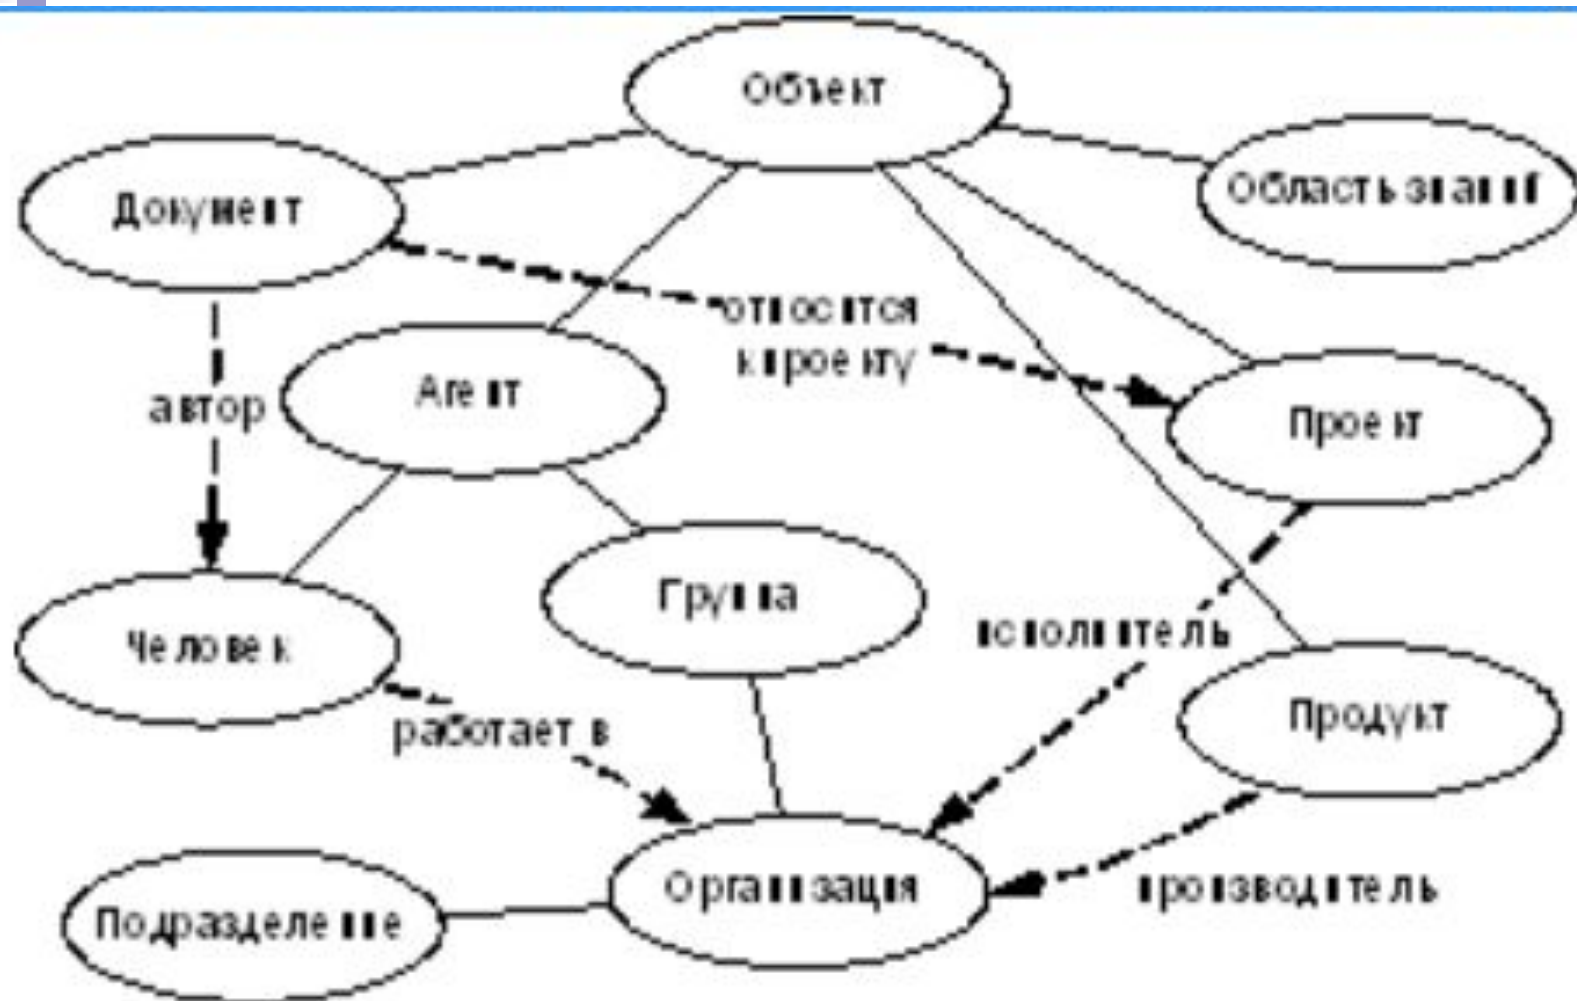 Объект
Область знаний
Документ
относится
к проекту
Агент
автор
Проект
Группа
исполнитель
Человек
Продукт
работает в
Организация
производитель
Подразделение